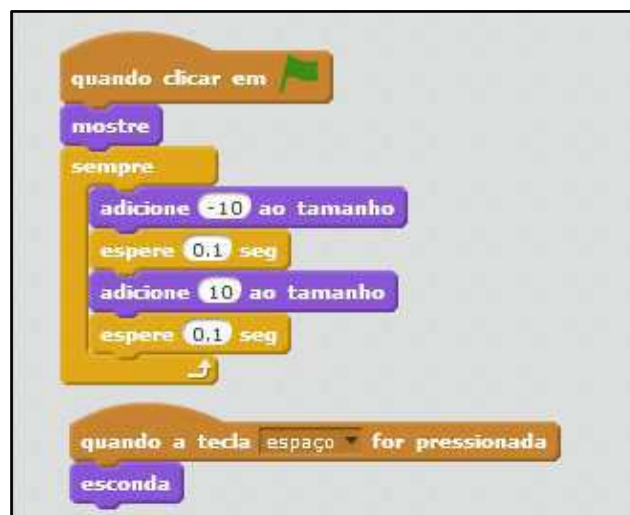 quando clicar em
mostre
sempre
adicione -10 ao tamanho
espere 0.1 seg
adicione 10 ao tamanho
espere 0.1 seg
quando a tecla espaço for pressionada
esconda